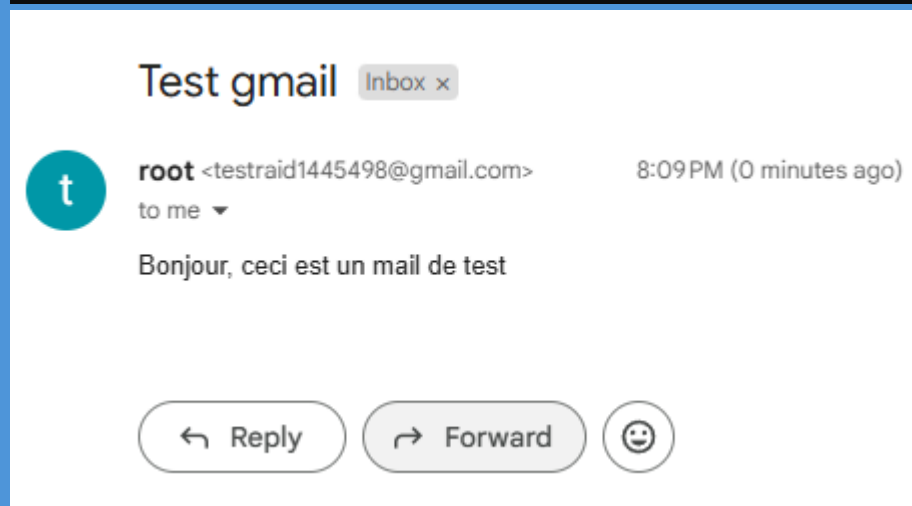 Test gmail Inbox ×
t
root <testraid1445498@gmail.com> 8:09 PM (0 minutes ago)
to me
Bonjour, ceci est un mail de test
Reply Forward